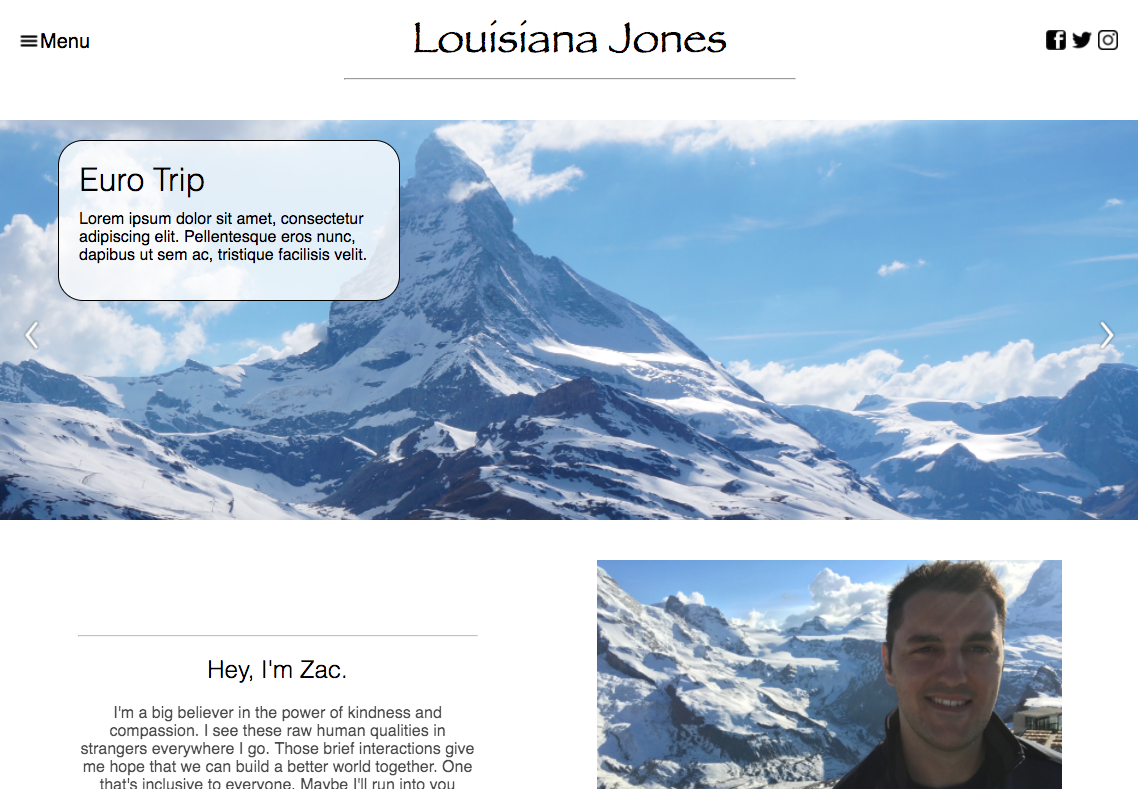 Menu
Louisiana Jones
Euro Trip
Lorem ipsum dolor sit amet, consectetur
adipiscing elit. Pellentesque eros nunc,
dapibus ut sem ac, tristique facilisis velit.
Hey, I'm Zac.
I'm a big believer in the power of kindness and
compassion. I see these raw human qualities in
strangers everywhere I go. Those brief interactions give
me hope that we can build a better world together. One
that's inclusive to everyone. Maybe I'll run into you